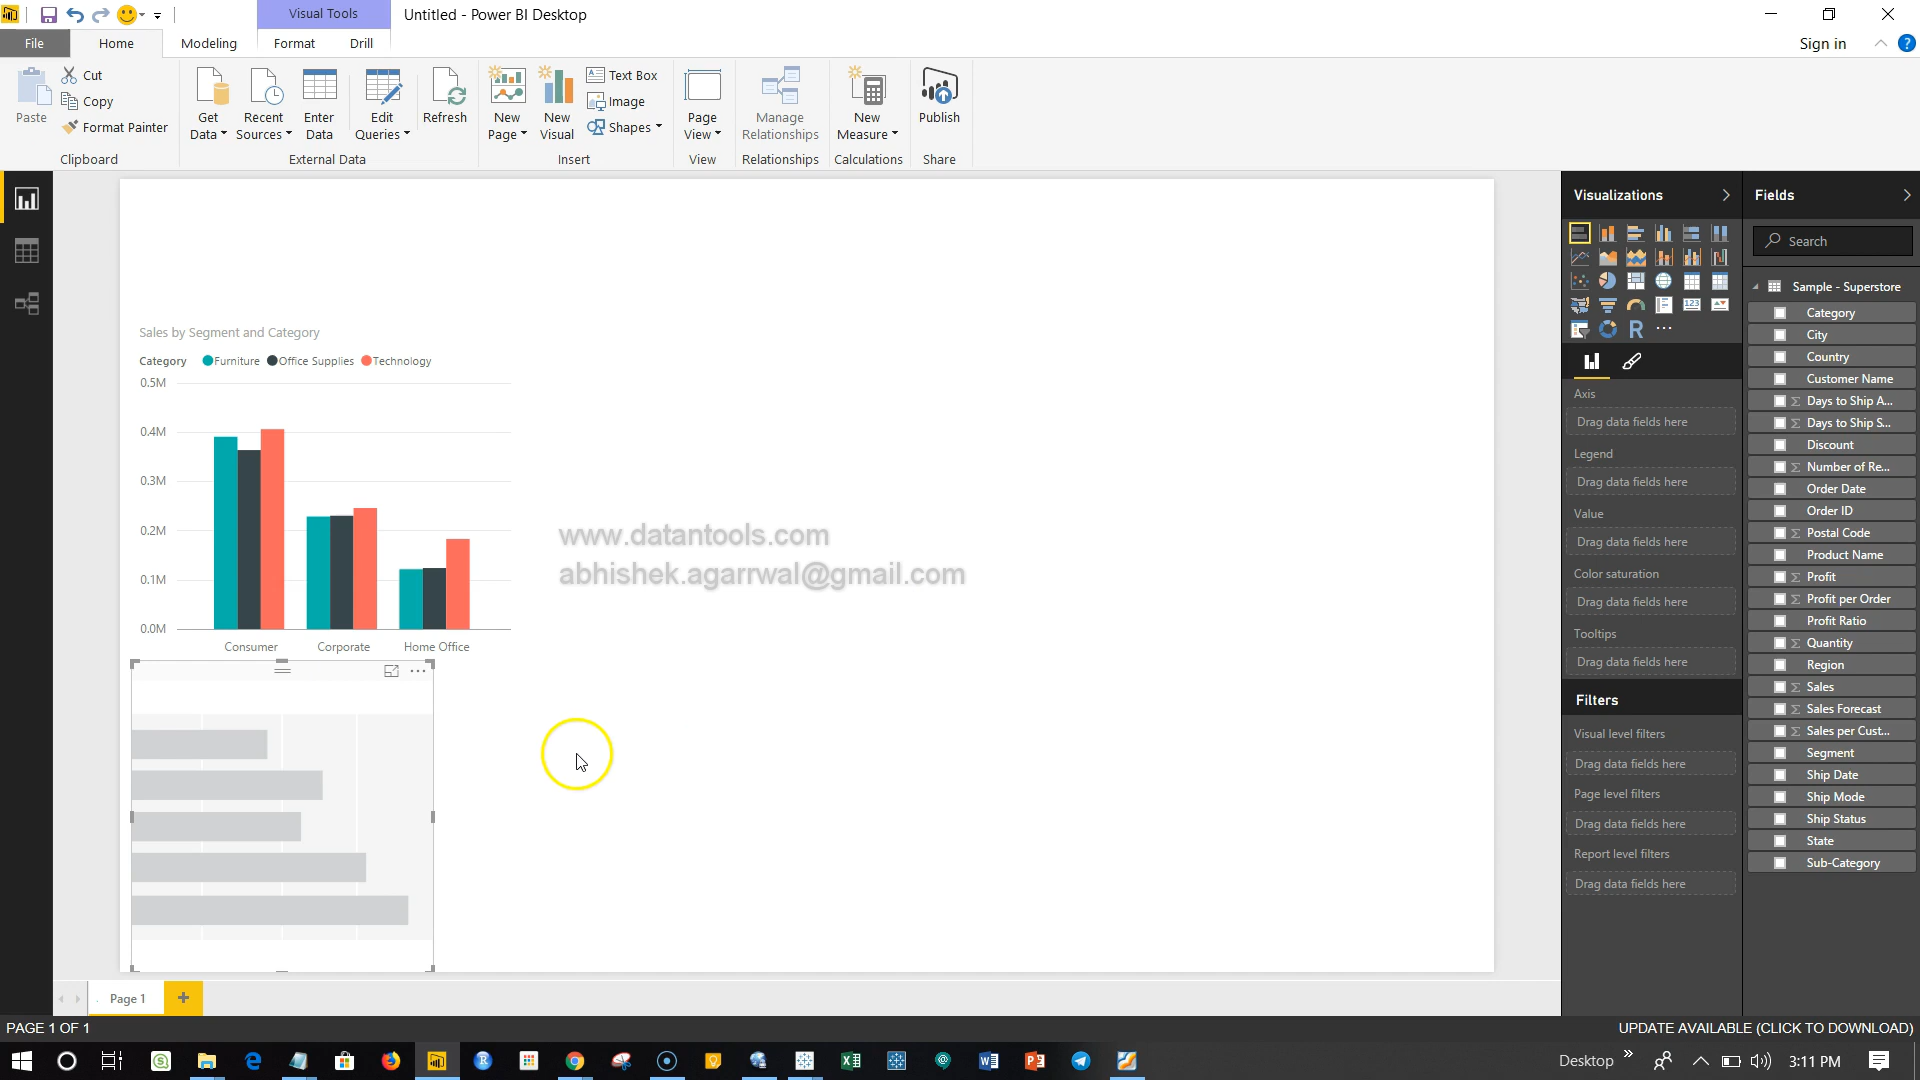 Visual Tools
Untitled - Power BI Desktop
File
Home
Modeling
Format
Drill
Sign in
?
Paste
Cut
Copy
Format Painter
Clipboard
Get
Data
Recent
Sources
Enter
Data
Edit
Queries
Refresh
External Data
New
Page
New
Visual
Text Box
Image
Shapes
Insert
Page
View
View
Manage
Relationships
Relationships
New
Measure
Calculations
Publish
Share
Sales by Segment and Category
Category Furniture Office Supplies Technology
0.5M
0.4M
0.3M
0.2M
0.1M
0.0M
Consumer Corporate Home Office
www.datantools.com
abhishek.agarrwal@gmail.com
Visualizations
123
R
Axis
Drag data fields here
Legend
Drag data fields here
Value
Drag data fields here
Color saturation
Drag data fields here
Tooltips
Drag data fields here
Filters
Visual level filters
Drag data fields here
Page level filters
Drag data fields here
Report level filters
Drag data fields here
Fields
Search
Sample - Superstore
Category
City
Country
Customer Name
Σ Days to Ship A...
Σ Days to Ship S...
Discount
Σ Number of Re...
Order Date
Order ID
Σ Postal Code
Product Name
Σ Profit
Σ Profit per Order
Profit Ratio
Σ Quantity
Region
Σ Sales
Σ Sales Forecast
Σ Sales per Cust...
Segment
Ship Date
Ship Mode
Ship Status
State
Sub-Category
Page 1
+
PAGE 1 OF 1
UPDATE AVAILABLE (CLICK TO DOWNLOAD)
Desktop
3:11 PM